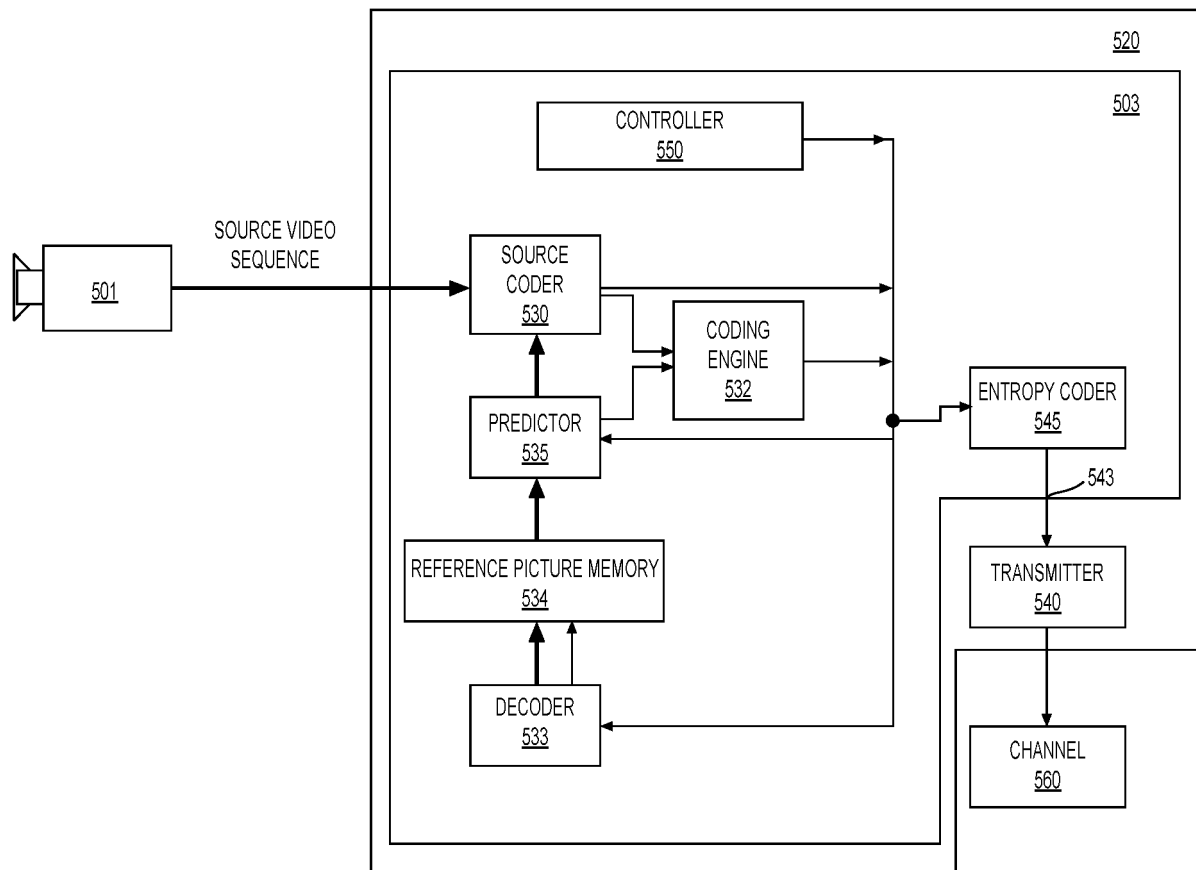 520
503
CONTROLLER
550
SOURCE VIDEO
SEQUENCE
501
SOURCE
CODER
530
CODING
ENGINE
532
PREDICTOR
535
ENTROPY CODER
545
543
REFERENCE PICTURE MEMORY
534
TRANSMITTER
540
DECODER
533
CHANNEL
560